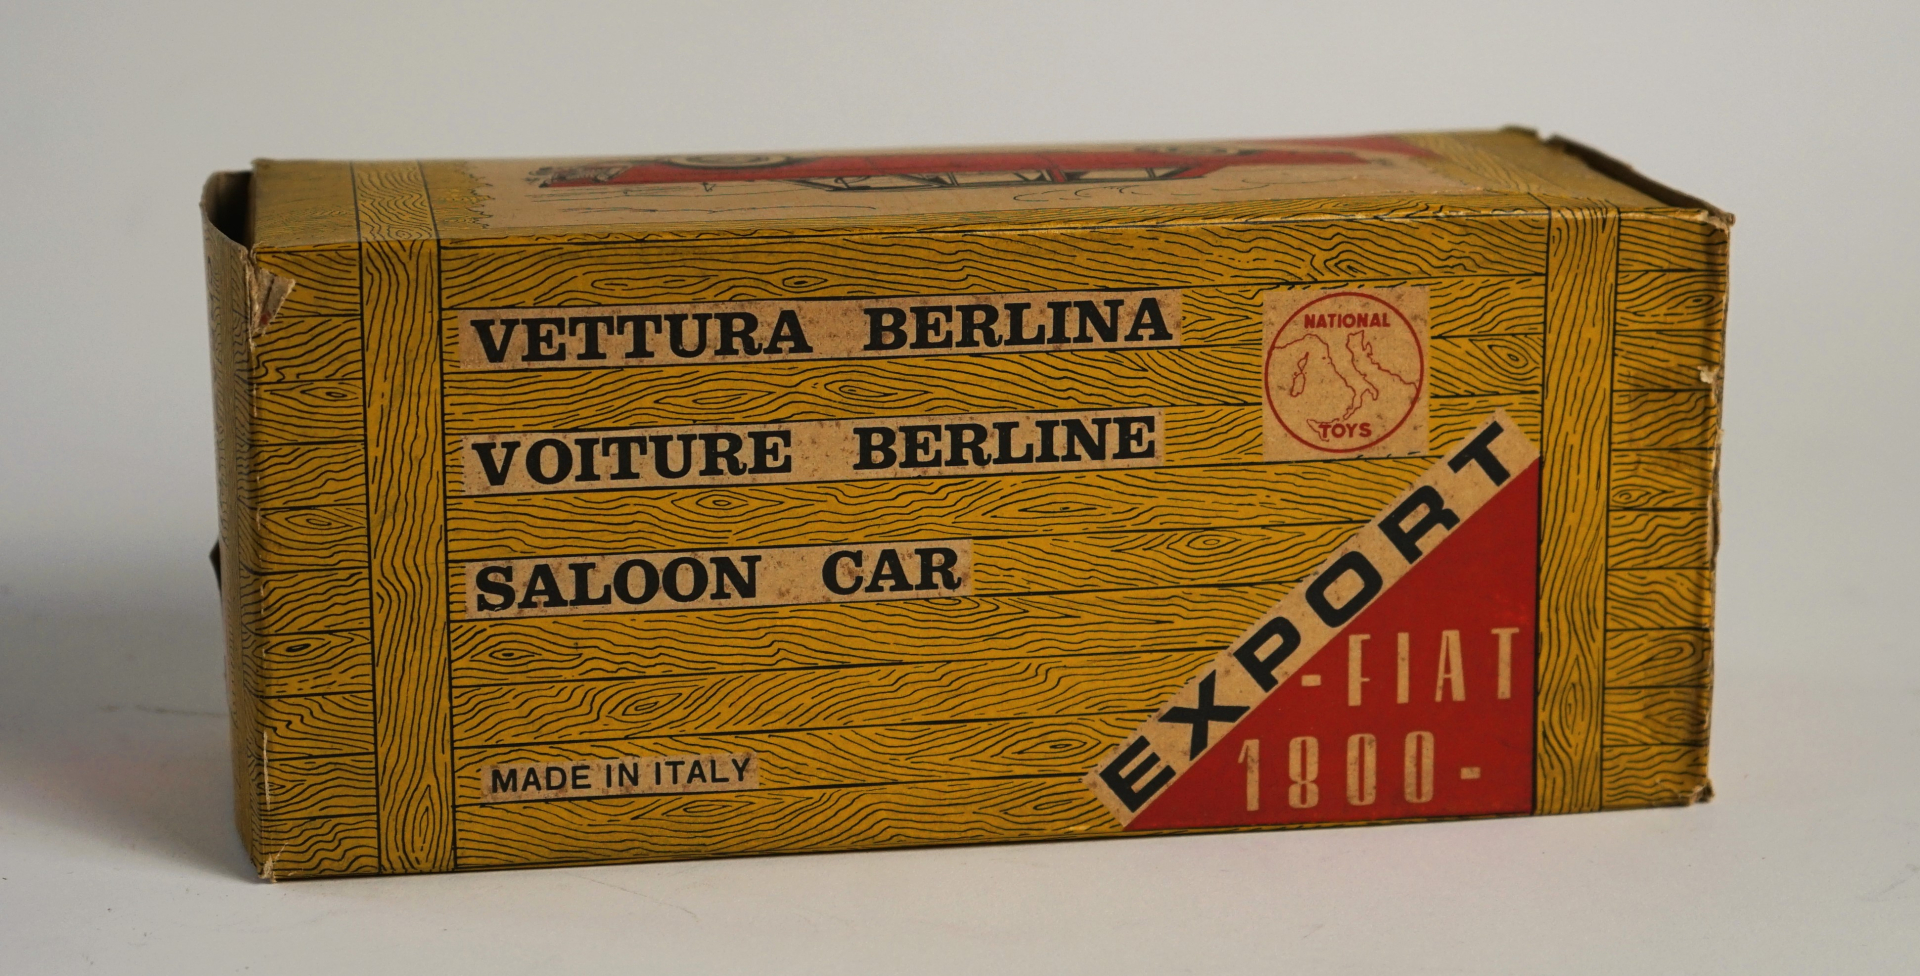 VETTURA BERLINA
NATIONAL
TOYS
VOITURE BERLINE
SALOON CAR
EXPORT
-FIAT
1800-
MADE IN ITALY